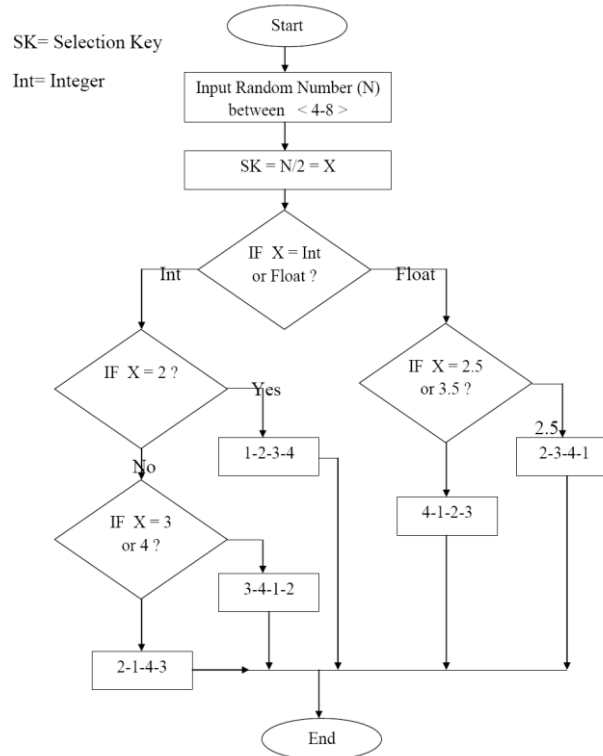 Start
SK= Selection Key
Int= Integer
Input Random Number (N)
between < 4-8 >
SK = N/2 = X
IF X = Int
or Float ?
Int
Float
IF X = 2 ?
IF X = 2.5
or 3.5 ?
Yes
2.5
1-2-3-4
2-3-4-1
No
4-1-2-3
IF X = 3
or 4 ?
3-4-1-2
2-1-4-3
End